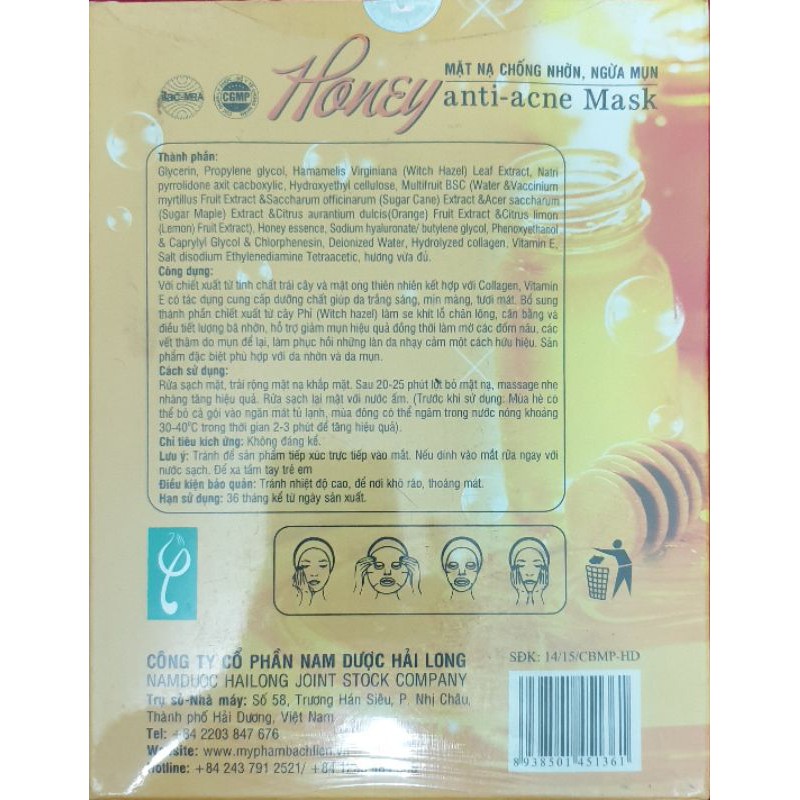 ilac-MRA
CGMP
Honey
MẶT NẠ CHỐNG NHỜN, NGỪA MỤN
anti-acne Mask
Thành phần:
Glycerin, Propylene glycol, Hamamelis Virginiana (Witch Hazel) Leaf Extract, Natri
pyrrolidone axit cacboxylic, Hydroxyethyl cellulose, Multifruit BSC (Water &Vaccinium
myrtillus Fruit Extract &Saccharum officinarum (Sugar Cane) Extract &Acer saccharum
(Sugar Maple) Extract &Citrus aurantium dulcis(Orange) Fruit Extract &Citrus limon
(Lemon) Fruit Extract), Honey essence, Sodium hyaluronate/ butylene glycol, Phenoxyethanol
& Caprylyl Glycol & Chlorphenesin, Deionized Water, Hydrolyzed collagen, Vitamin E,
Salt disodium Ethylenediamine Tetraacetic, hương vừa đủ.
Công dụng:
Với chiết xuất từ tinh chất trái cây và mật ong thiên nhiên kết hợp với Collagen, Vitamin
E có tác dụng cung cấp dưỡng chất giúp da trắng sáng, mịn màng, tươi mát. Bổ sung
thành phần chiết xuất từ cây Phỉ (Witch hazel) làm se khít lỗ chân lông, cân bằng và
điều tiết lượng bã nhờn, hỗ trợ giảm mụn hiệu quả đồng thời làm mờ các đốm nâu, các
vết thâm do mụn để lại, làm phục hồi những làn da nhạy cảm một cách hữu hiệu. Sản
phẩm đặc biệt phù hợp với da nhờn và da mụn.
Cách sử dụng:
Rửa sạch mặt, trải rộng mặt nạ khắp mặt. Sau 20-25 phút lột bỏ mặt nạ, massage nhẹ
nhàng tăng hiệu quả. Rửa sạch lại mặt với nước ấm. (Trước khi sử dụng: Mùa hè có
thể bỏ cả gói vào ngăn mát tủ lạnh, mùa đông có thể ngâm trong nước nóng khoảng
30-40°C trong thời gian 2-3 phút để tăng hiệu quả).
Chỉ tiêu kích ứng: Không đáng kể.
Lưu ý: Tránh để sản phẩm tiếp xúc trực tiếp vào mắt. Nếu dính vào mắt rửa ngay với
nước sạch. Để xa tầm tay trẻ em
Điều kiện bảo quản: Tránh nhiệt độ cao, để nơi khô ráo, thoáng mát.
Hạn sử dụng: 36 tháng kể từ ngày sản xuất.
CÔNG TY CỔ PHẦN NAM DƯỢC HẢI LONG
NAMDUOC HAILONG JOINT STOCK COMPANY
Trụ sở-Nhà máy: Số 58, Trương Hán Siêu, P. Nhị Châu,
Thành phố Hải Dương, Việt Nam
Tel: +84 2203 847 676
Website: www.myphambachlien.vn
Hotline: +84 243 791 2521/ +84
SĐK: 14/15/CBMP-HD
8 938501 451361